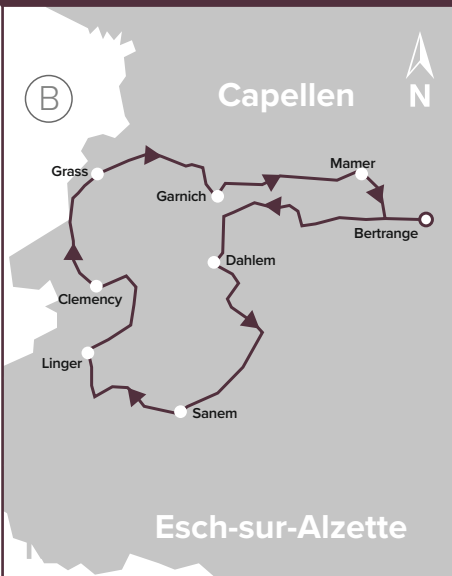 B
Capellen
N
Grass
Mamer
Garnich
Bertrange
Dahlem
Clemency
Linger
Sanem
Esch-sur-Alzette